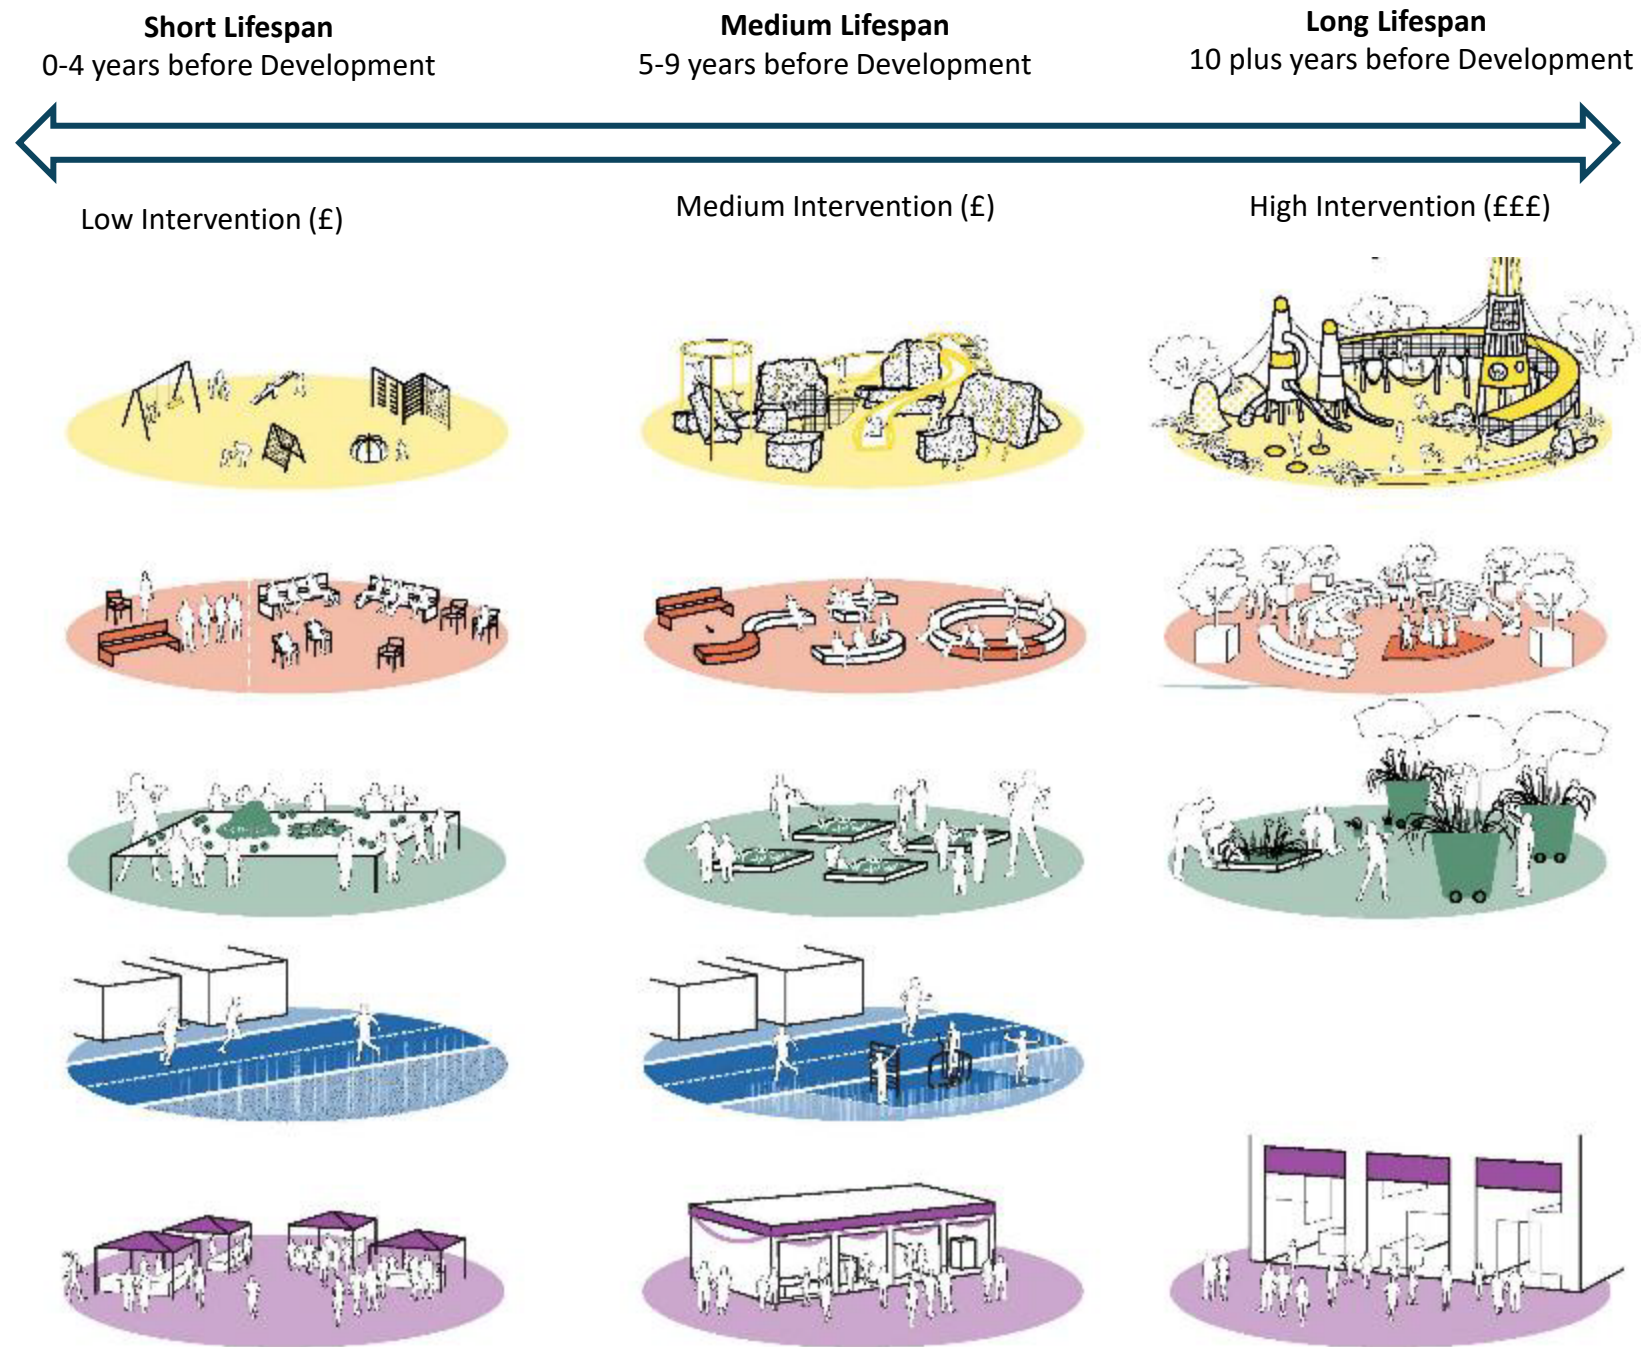 Short Lifespan
0-4 years before Development
Medium Lifespan
5-9 years before Development
Long Lifespan
10 plus years before Development
Low Intervention (£)
Medium Intervention (£)
High Intervention (£££)